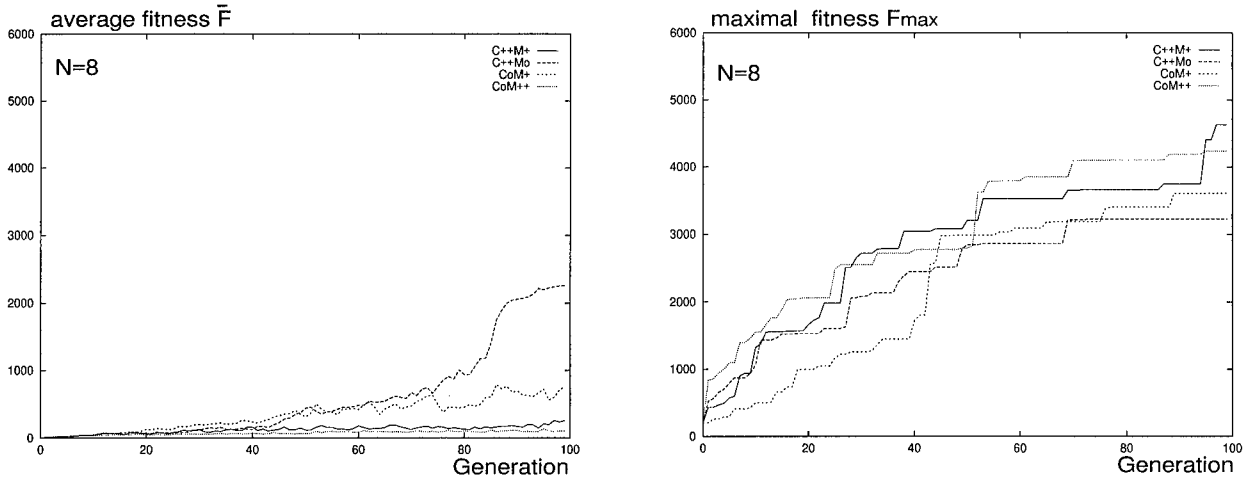 average fitness F̄
6000
5000
4000
3000
2000
1000
0
N=8
C++M+
C++Mo
CoM+
CoM++
0 20 40 60 80 100
Generation
maximal fitness Fmax
6000
5000
4000
3000
2000
1000
0
N=8
C++M+
C++Mo
CoM+
CoM++
0 20 40 60 80 100
Generation